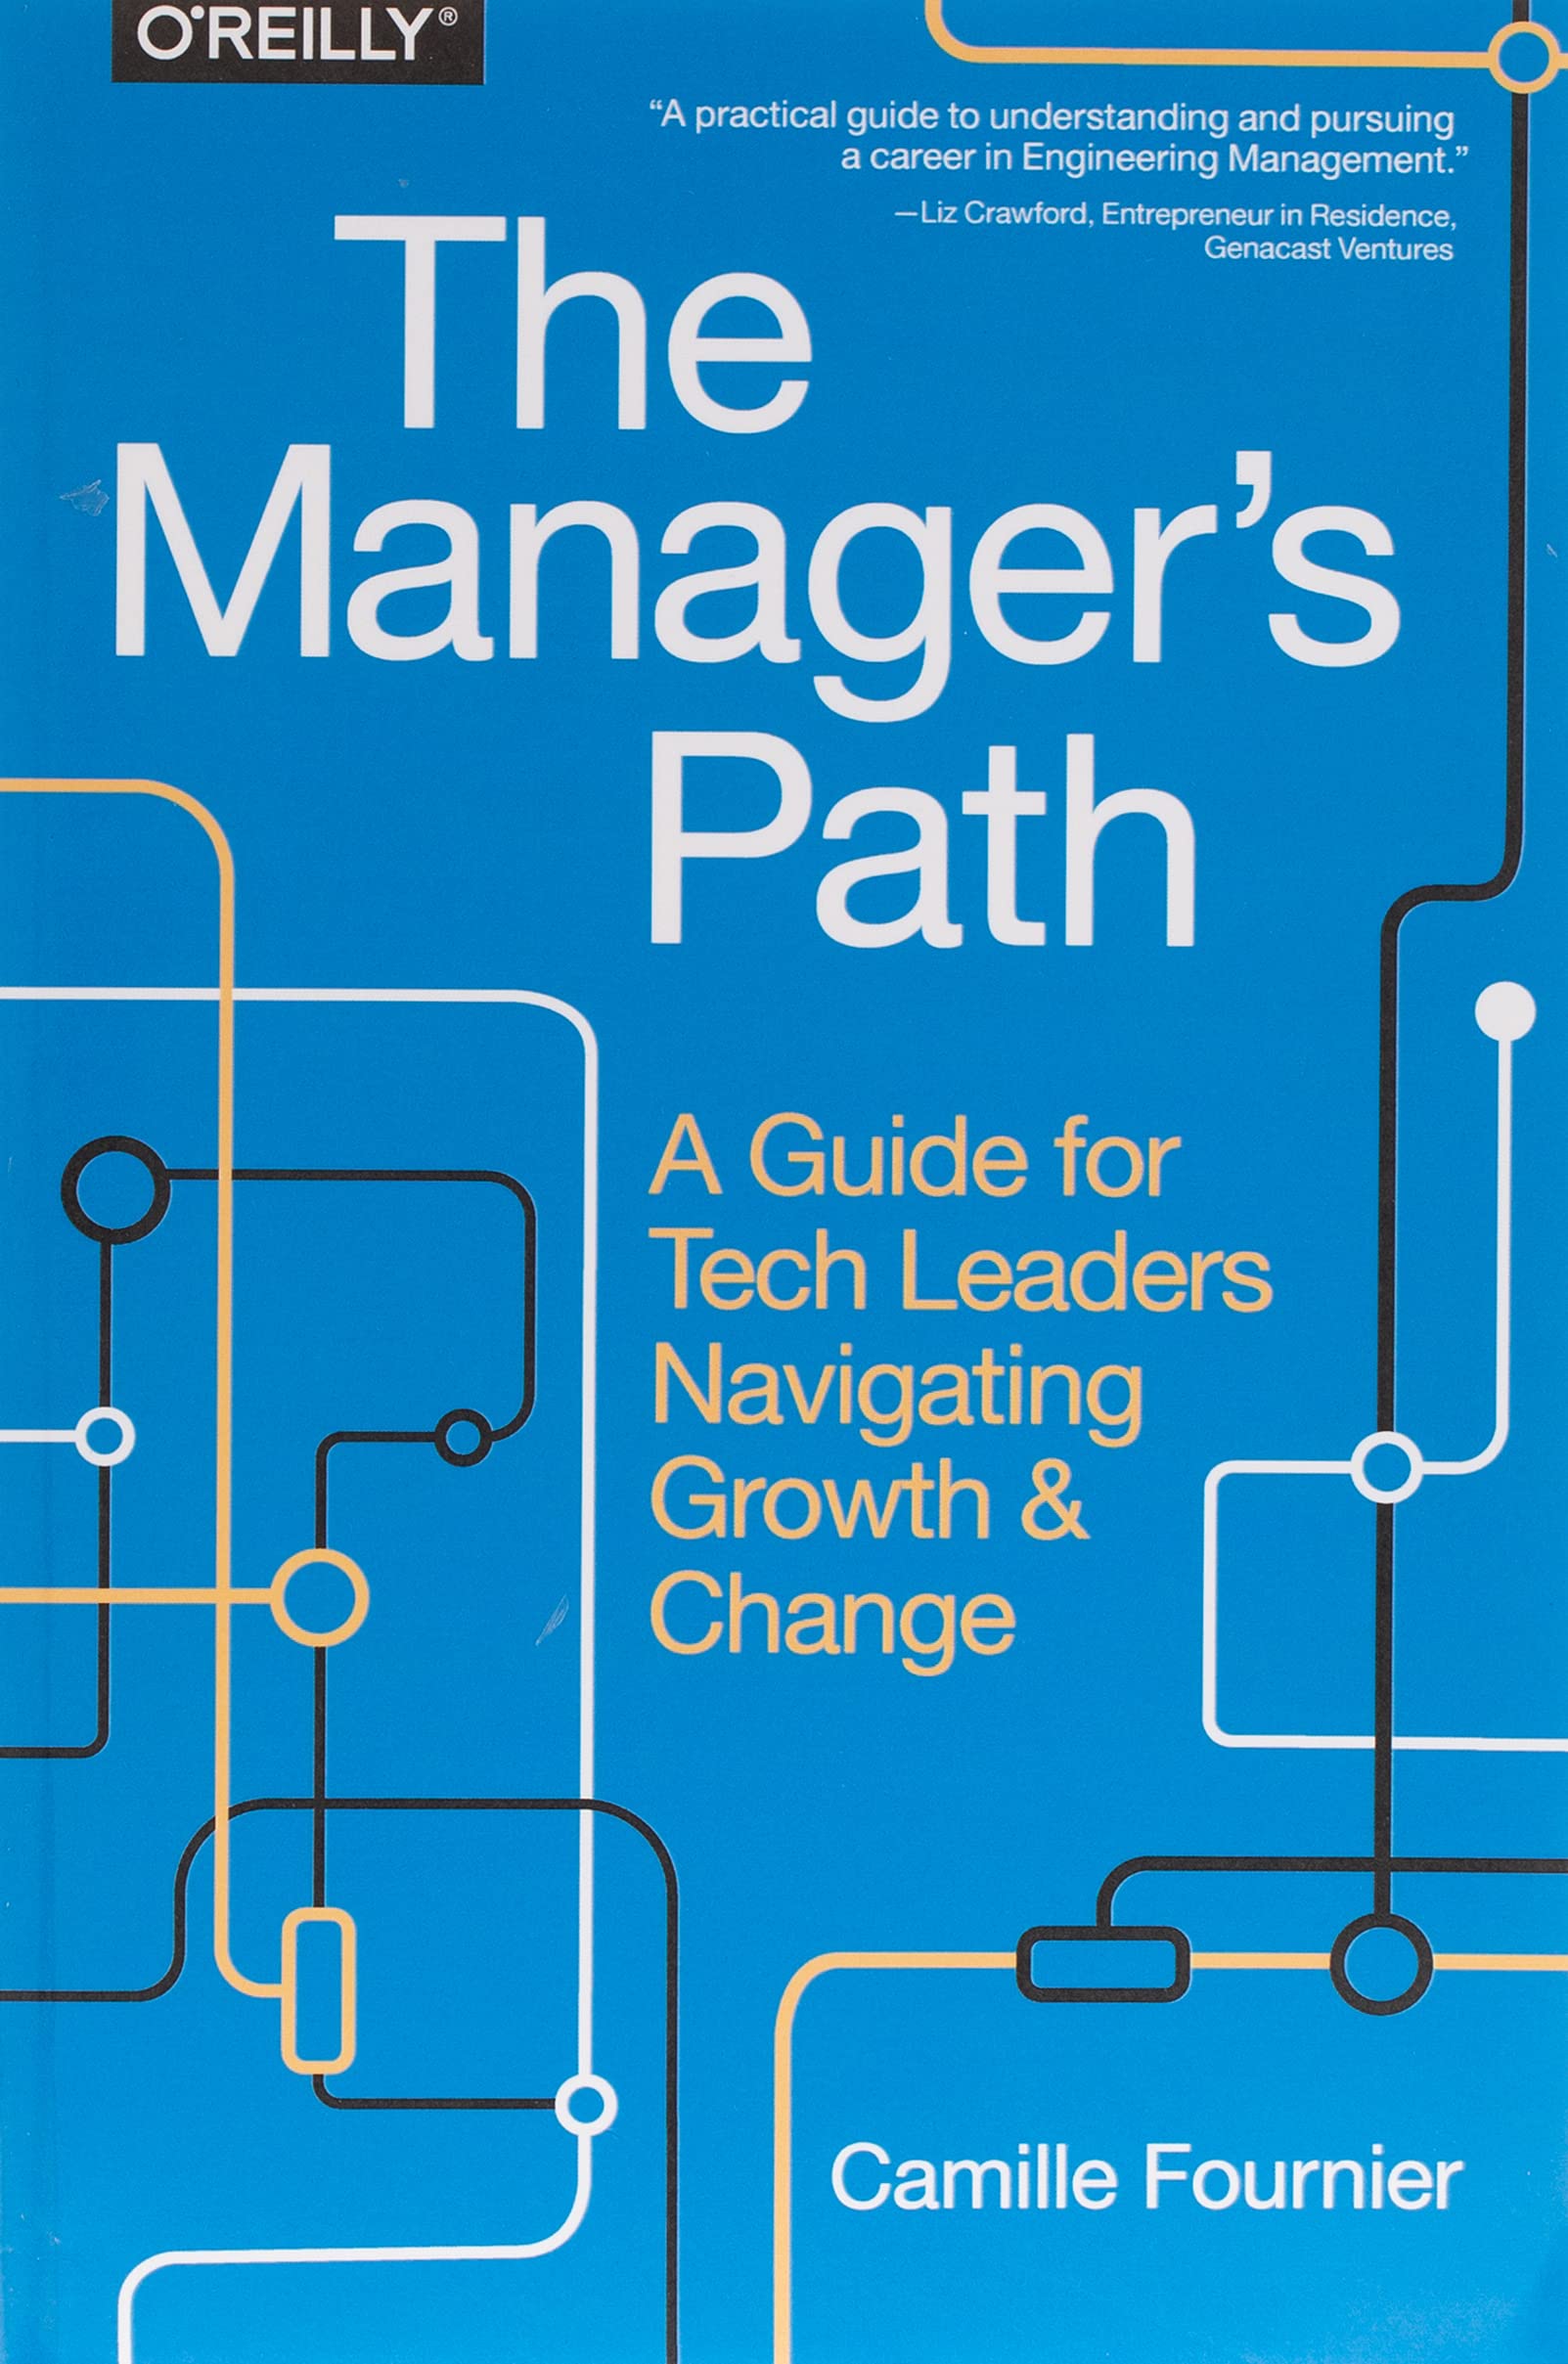 O'REILLY®
“A practical guide to understanding and pursuing
a career in Engineering Management.”
—Liz Crawford, Entrepreneur in Residence,
Genacast Ventures
The
Manager’s
Path
A Guide for
Tech Leaders
Navigating
Growth &
Change
Camille Fournier